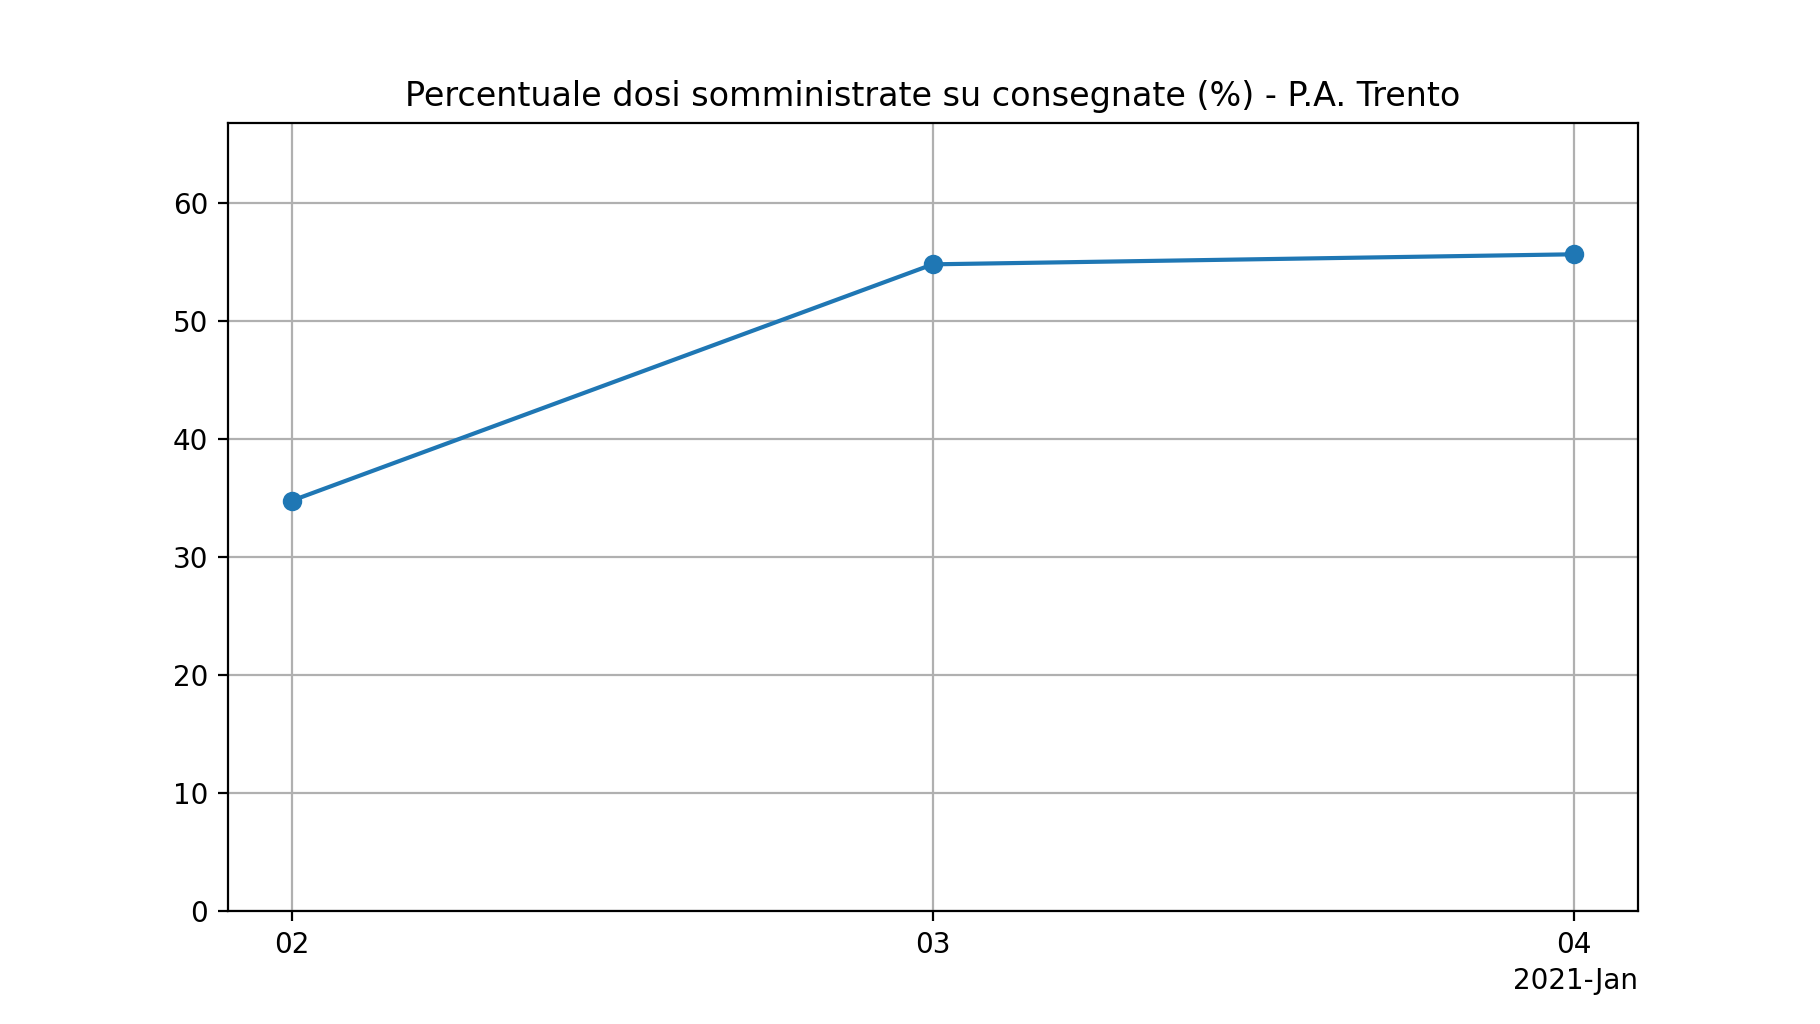 Percentuale dosi somministrate su consegnate (%) - P.A. Trento
60
50
40
30
20
10
0
02 03 04
2021-Jan